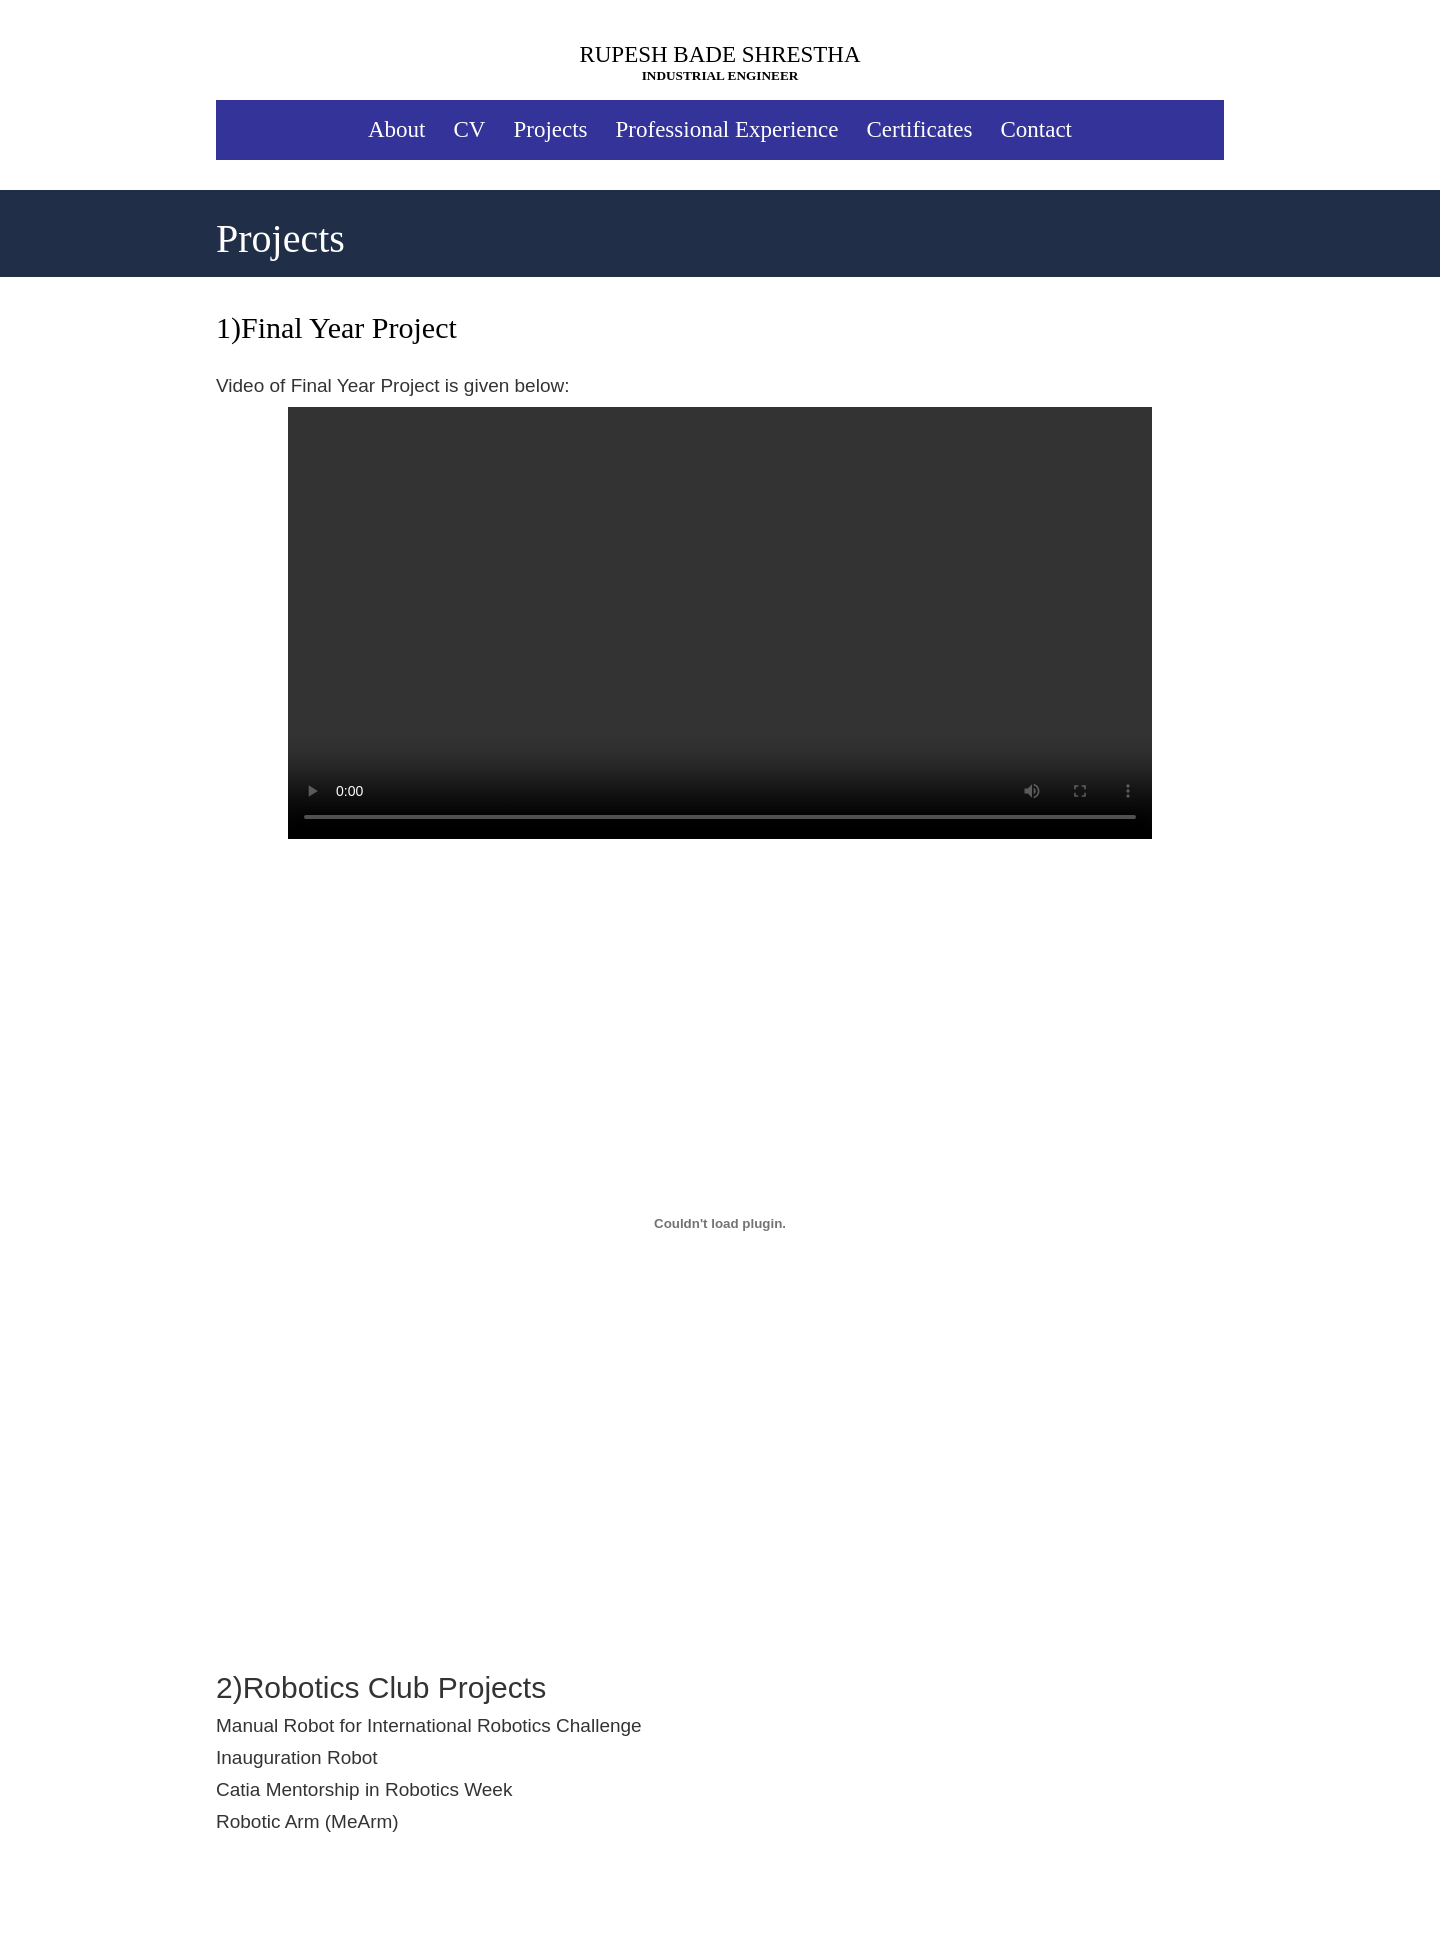 RUPESH BADE SHRESTHA
INDUSTRIAL ENGINEER
About CV Projects Professional Experience Certificates Contact
Projects
1)Final Year Project
Video of Final Year Project is given below:
0:00
Couldn't load plugin.
2)Robotics Club Projects
Manual Robot for International Robotics Challenge
Inauguration Robot
Catia Mentorship in Robotics Week
Robotic Arm (MeArm)